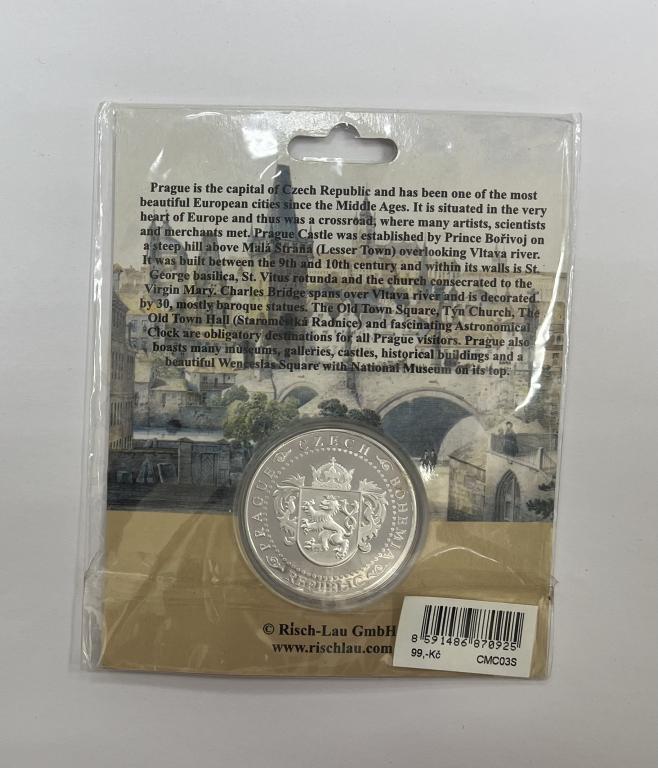 Prague is the capital of Czech Republic and has been one of the most
beautiful European cities since the Middle Ages. It is situated in the very
heart of Europe and thus was a crossroad, where many artists, scientists
and merchants met. Prague Castle was established by Prince Bořivoj on
a steep hill above Malá Strana (Lesser Town) overlooking Vltava river.
It was built between the 9th and 10th century and within its walls is St.
George basilica, St. Vitus rotunda and the church consecrated to the
Virgin Mary. Charles Bridge spans over Vltava river and is decorated
by 30, mostly baroque statues. The Old Town Square, Týn Church, The
Old Town Hall (Staroměstká Radnice) and fascinating Astronomical
Clock are obligatory destinations for all Prague visitors. Prague also
boasts many museums, galleries, castles, historical buildings and a
beautiful Wenceslas Square with National Museum on its top.
PRAGUE CZECH BOHEMIA
REPUBLIC
© Risch-Lau GmbH
www.rischlau.com
8 591486 870925
99,-Kč CMC03S